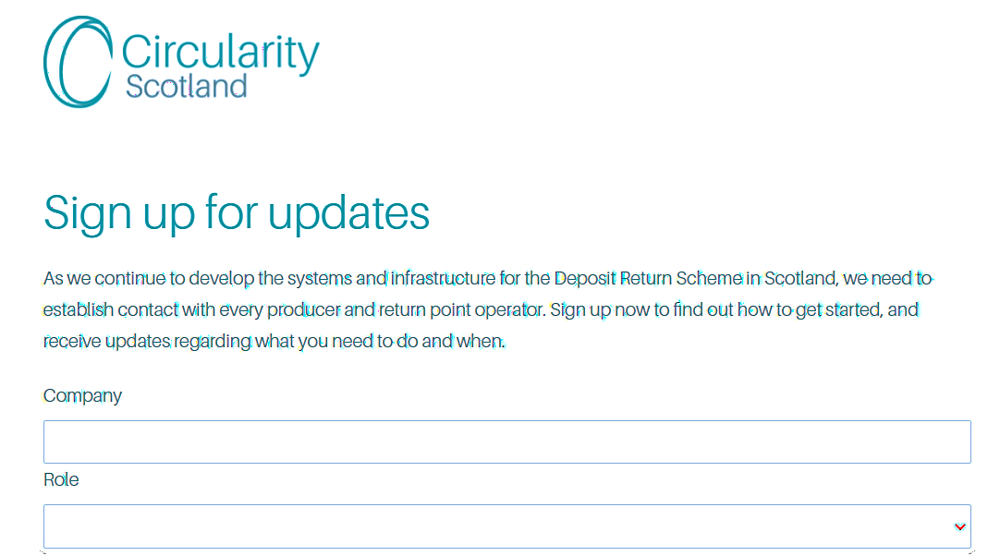 Circularity
Scotland
Sign up for updates
As we continue to develop the systems and infrastructure for the Deposit Return Scheme in Scotland, we need to
establish contact with every producer and return point operator. Sign up now to find out how to get started, and
receive updates regarding what you need to do and when.
Company
Role